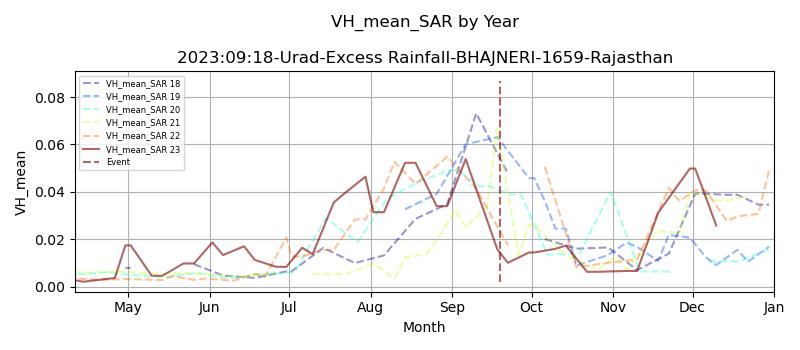 VH_mean_SAR by Year
2023:09:18-Urad-Excess Rainfall-BHAJNERI-1659-Rajasthan
VH_mean_SAR 18
VH_mean_SAR 19
VH_mean_SAR 20
VH_mean_SAR 21
VH_mean_SAR 22
VH_mean_SAR 23
Event
VH_mean
0.08
0.06
0.04
0.02
0.00
May Jun Jul Aug Sep Oct Nov Dec Jan
Month